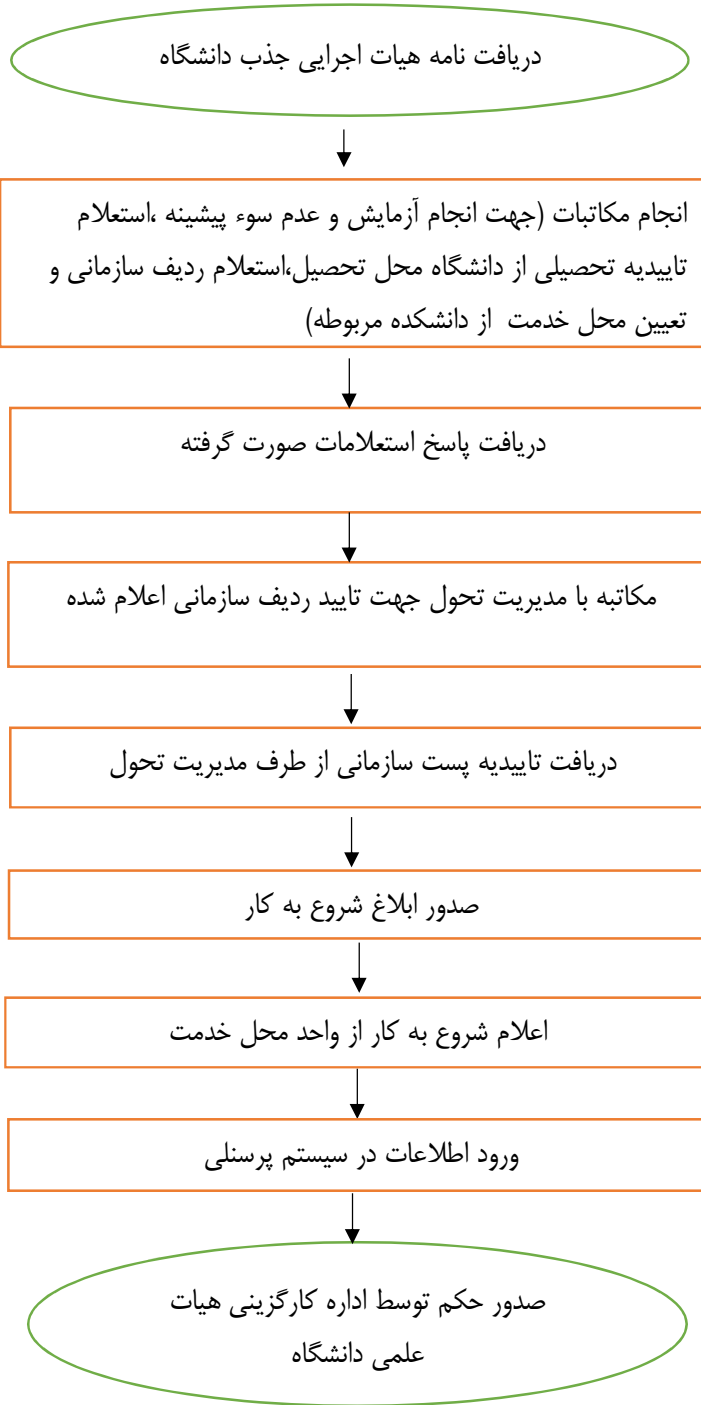 دریافت نامه هیات اجرایی جذب دانشگاه
انجام مکاتبات (جهت انجام آزمایش و عدم سوء پیشینه ،استعلام
تاییدیه تحصیلی از دانشگاه محل تحصیل،استعلام ردیف سازمانی و
تعیین محل خدمت از دانشکده مربوطه)
دریافت پاسخ استعلامات صورت گرفته
مکاتبه با مدیریت تحول جهت تایید ردیف سازمانی اعلام شده
دریافت تاییدیه پست سازمانی از طرف مدیریت تحول
صدور ابلاغ شروع به کار
اعلام شروع به کار از واحد محل خدمت
ورود اطلاعات در سیستم پرسنلی
صدور حکم توسط اداره کارگزینی هیات
علمی دانشگاه